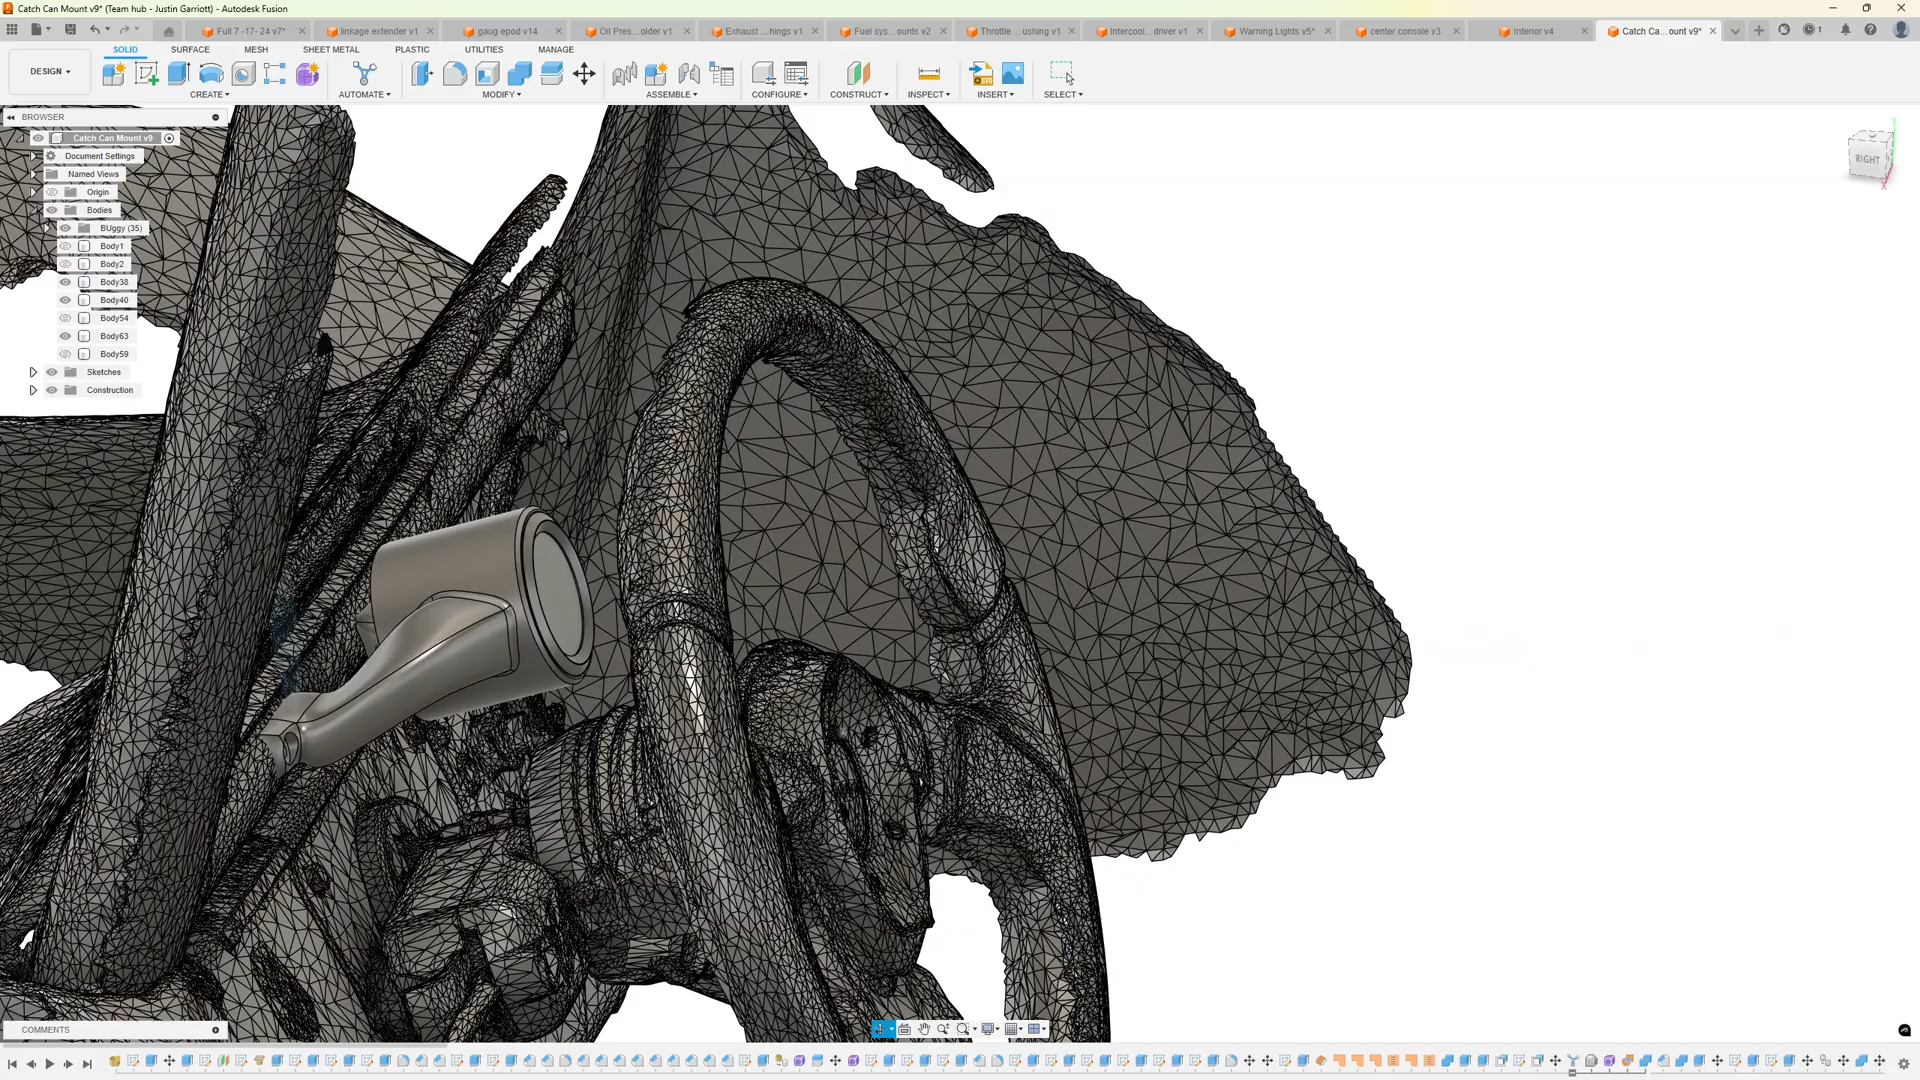 Catch Can Mount v9* (Team hub - Justin Garriott) - Autodesk Fusion
Full 7 -17- 24 v7*
linkage extender v1
gaug epod v14
Oil Pres...older v1
Exhaust ...hings v1
Fuel sys...ounts v2
Throttle ...ushing v1
Intercool...driver v1
Warning Lights v5*
center console v3
Interior v4
Catch Ca...ount v9*
1
SOLID
SURFACE
MESH
SHEET METAL
PLASTIC
UTILITIES
MANAGE
DESIGN
CREATE
AUTOMATE
MODIFY
ASSEMBLE
CONFIGURE
CONSTRUCT
INSPECT
INSERT
SELECT
BROWSER
Catch Can Mount v9
Document Settings
Named Views
Origin
Bodies
BUggy (35)
Body1
Body2
Body38
Body40
Body54
Body63
Body59
Sketches
Construction
RIGHT
Y
X
COMMENTS